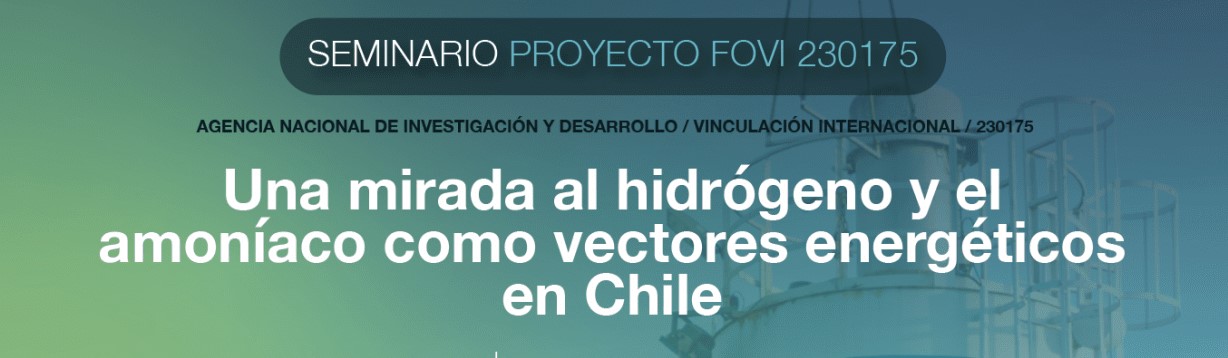 SEMINARIO PROYECTO FOVI 230175
AGENCIA NACIONAL DE INVESTIGACIÓN Y DESARROLLO / VINCULACIÓN INTERNACIONAL / 230175
Una mirada al hidrógeno y el
amoníaco como vectores energéticos
en Chile